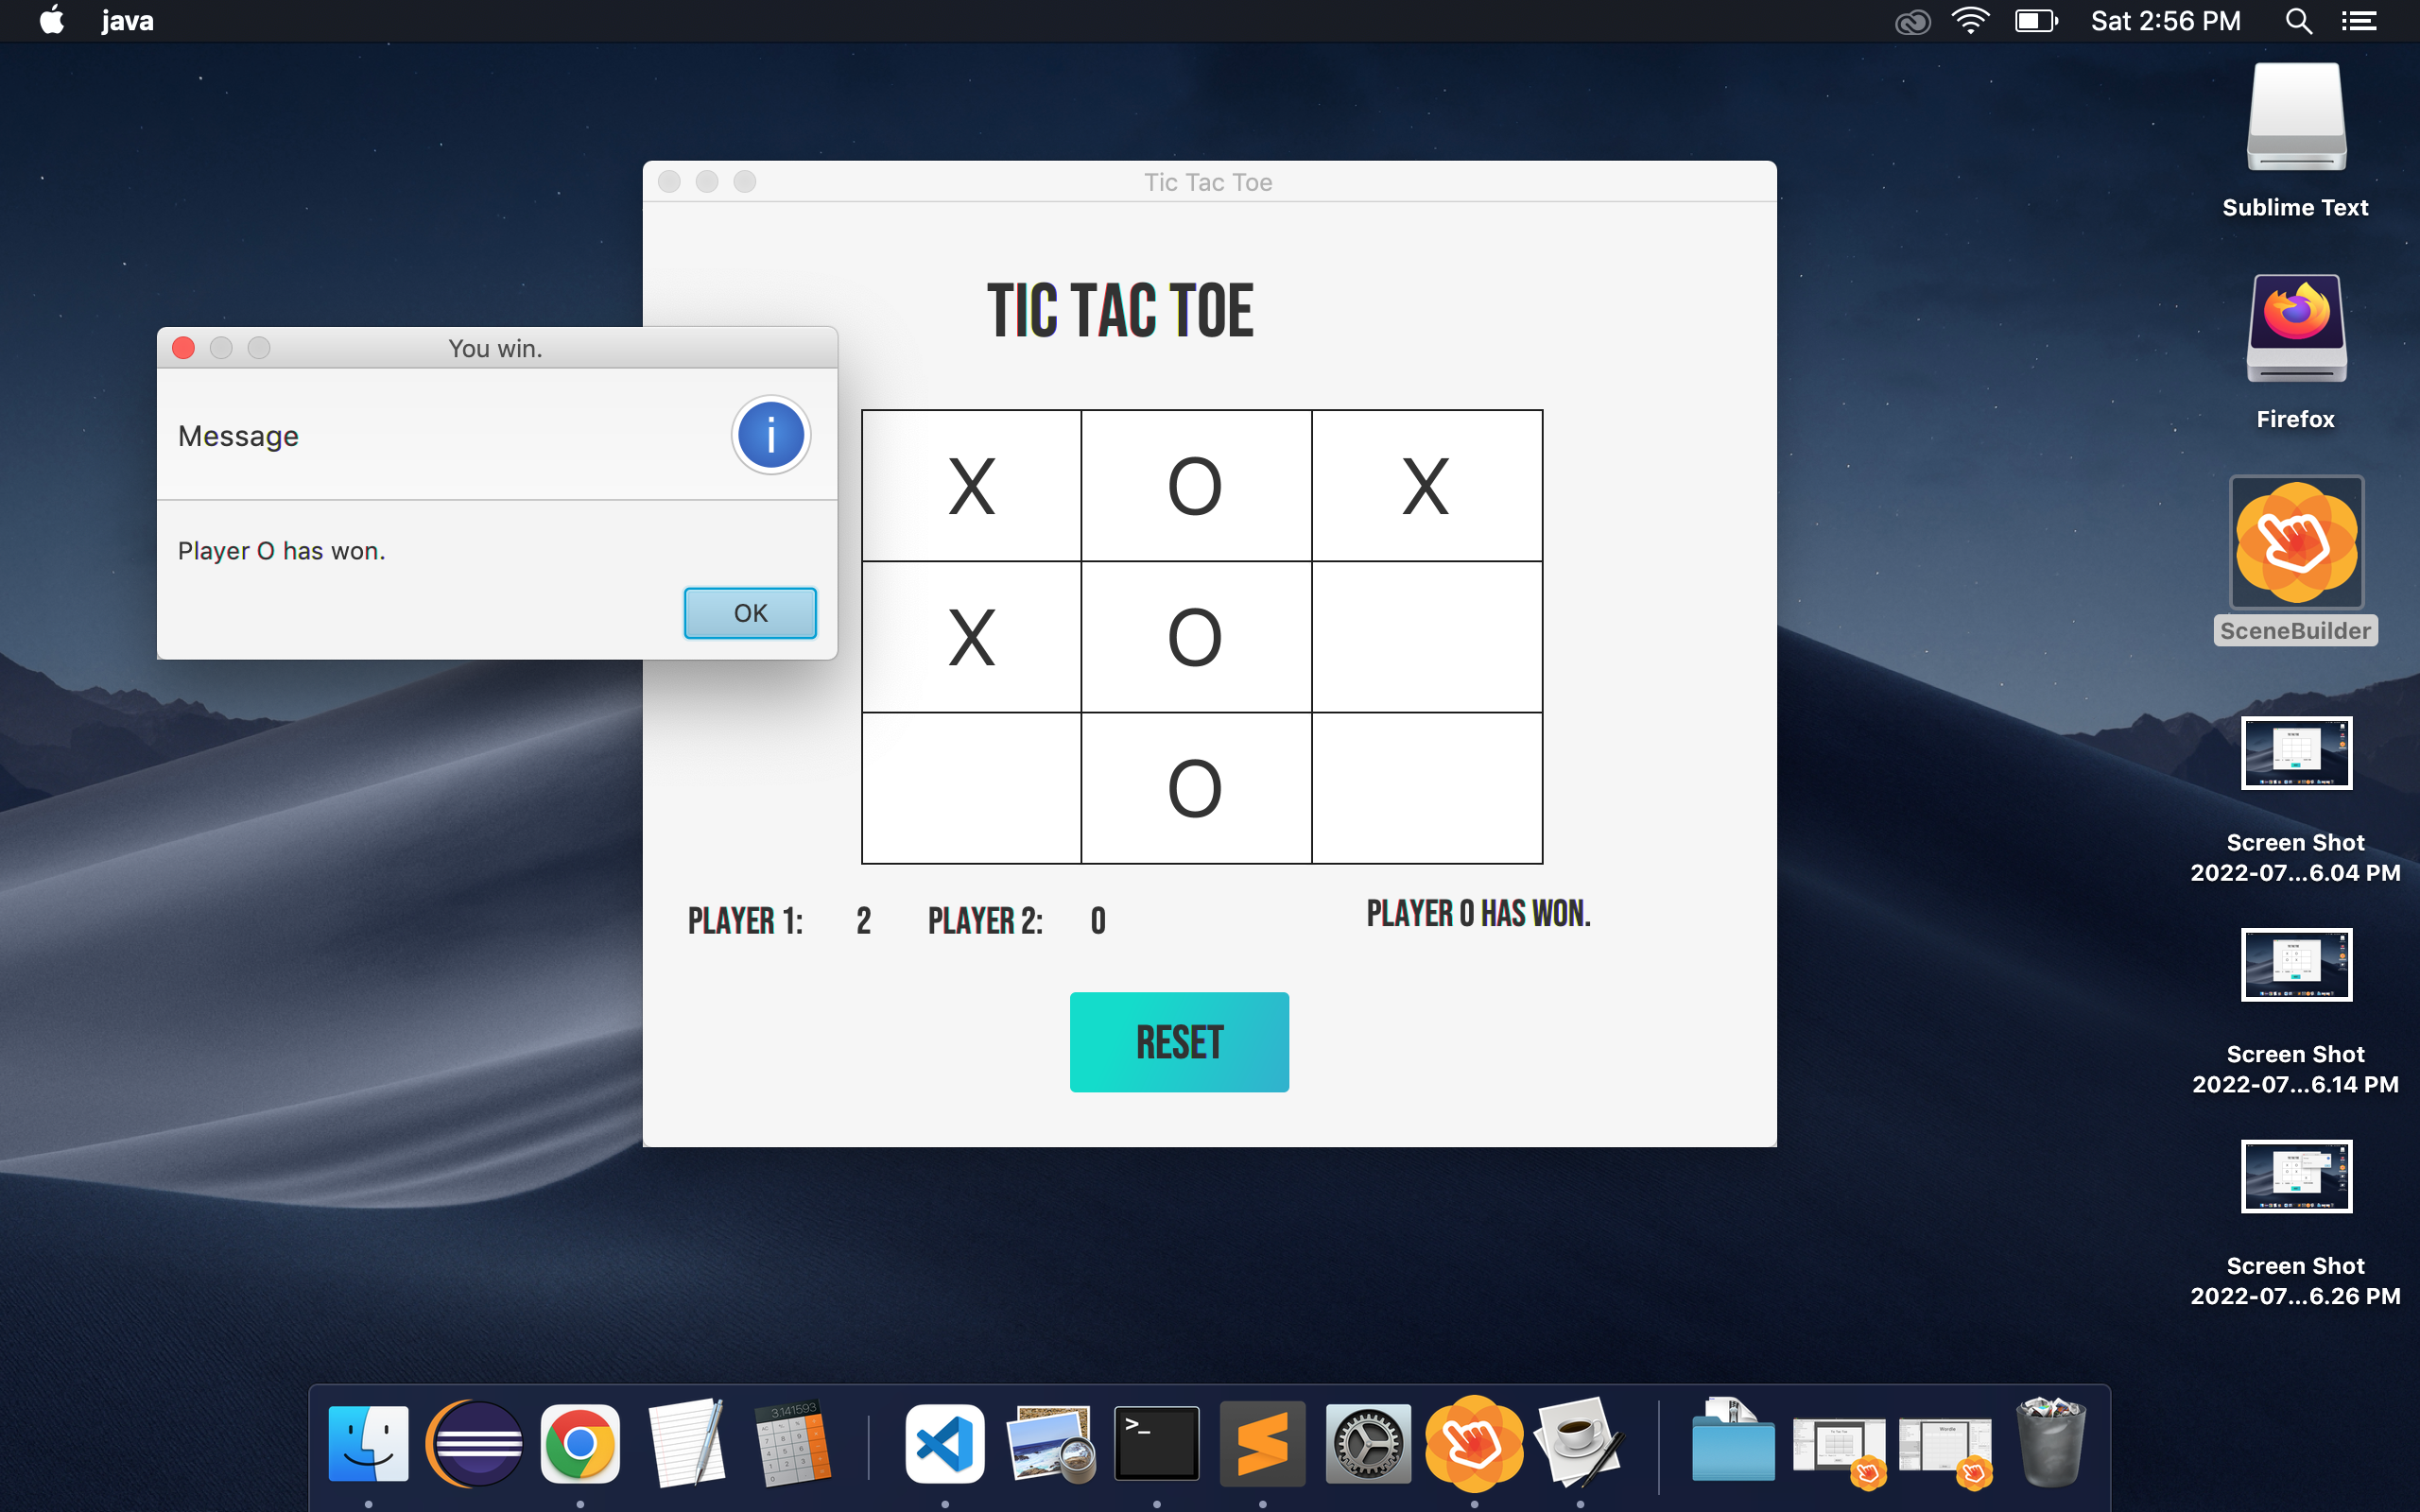 java
Sat 2:56 PM
Sublime Text
Firefox
SceneBuilder
Screen Shot
2022-07...6.04 PM
Screen Shot
2022-07...6.14 PM
Screen Shot
2022-07...6.26 PM
Tic Tac Toe
TIC TAC TOE
X O X
X O
O
PLAYER 1: 2 PLAYER 2: 0
PLAYER O HAS WON.
RESET
You win.
Message
Player O has won.
OK
3.141593